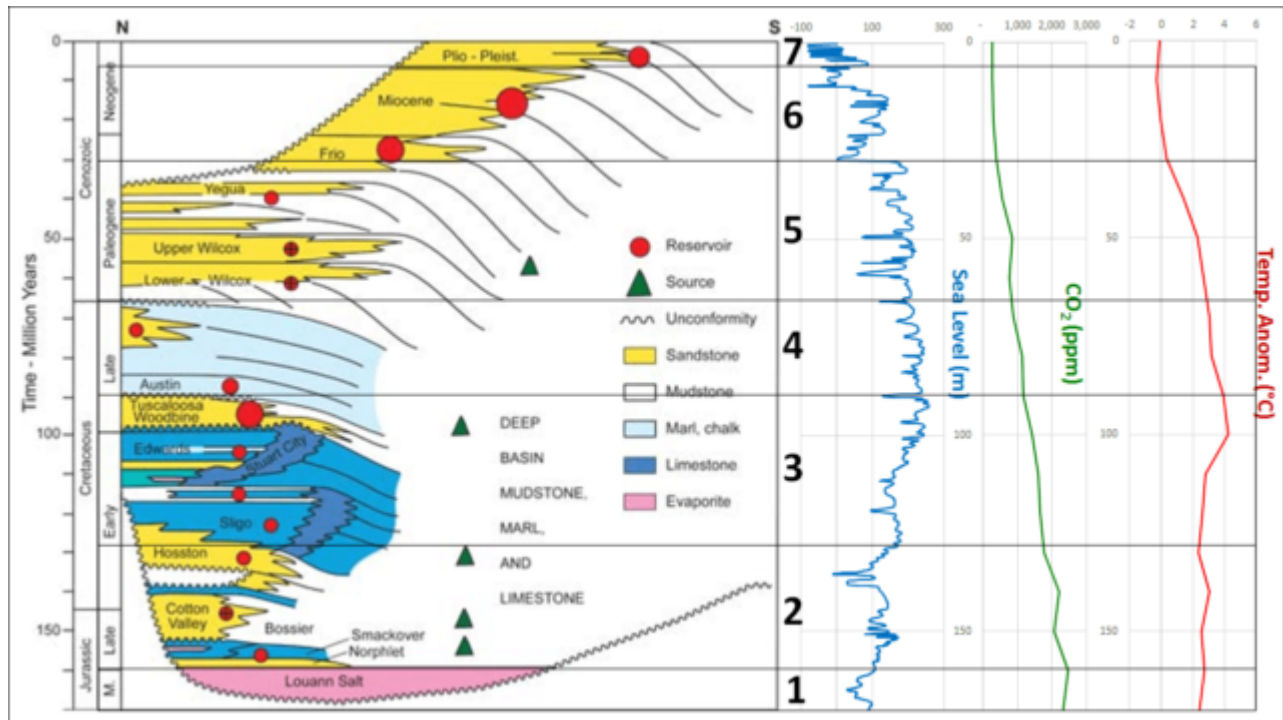 N
S
-100
100
300
-
1,000
2,000
3,000
-2
0
2
4
6
0
50
100
150
Time - Million Years
Cenozoic
Neogene
Paleogene
Cretaceous
Late
Early
Jurassic
Late
M.
Plio - Pleist.
Miocene
Frio
Yegua
Upper Wilcox
Lower Wilcox
Austin
Tuscaloosa
Woodbine
Edwards
Stuart City
Sligo
Hosston
Cotton
Valley
Bossier
Smackover
Norphlet
Louann Salt
Reservoir
Source
Unconformity
Sandstone
Mudstone
Marl, chalk
Limestone
Evaporite
DEEP
BASIN
MUDSTONE,
MARL,
AND
LIMESTONE
7
6
5
4
3
2
1
Sea Level (m)
0
50
100
150
CO₂ (ppm)
0
50
100
150
Temp. Anom. (°C)